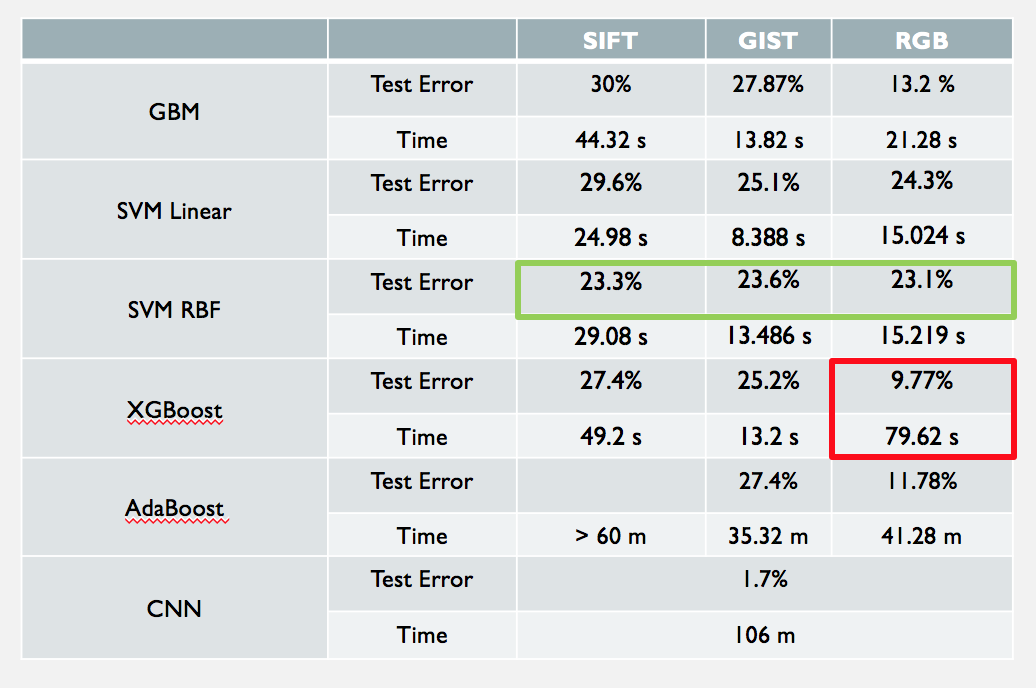 SIFT GIST RGB
GBM Test Error 30% 27.87% 13.2 %
Time 44.32 s 13.82 s 21.28 s
SVM Linear Test Error 29.6% 25.1% 24.3%
Time 24.98 s 8.388 s 15.024 s
SVM RBF Test Error 23.3% 23.6% 23.1%
Time 29.08 s 13.486 s 15.219 s
XGBoost Test Error 27.4% 25.2% 9.77%
Time 49.2 s 13.2 s 79.62 s
AdaBoost Test Error 27.4% 11.78%
Time > 60 m 35.32 m 41.28 m
CNN Test Error 1.7%
Time 106 m